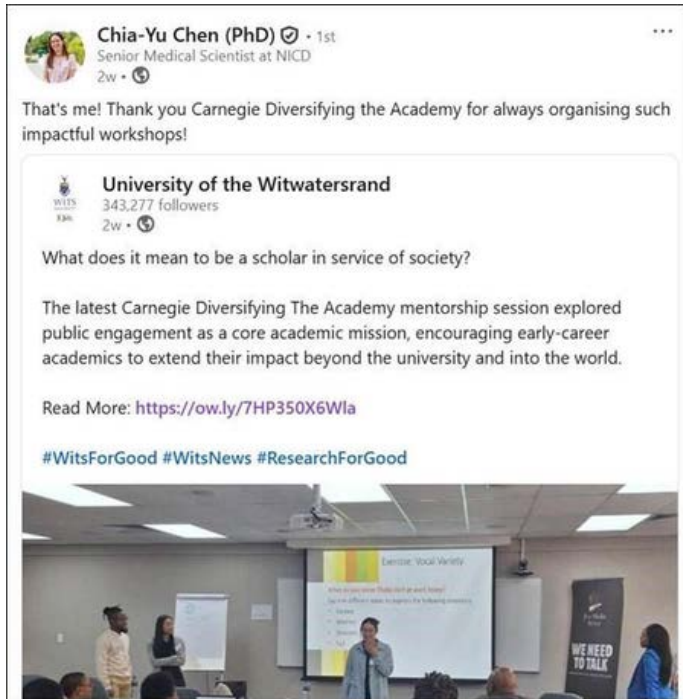 Chia-Yu Chen (PhD) • 1st
Senior Medical Scientist at NICD
2w •
That's me! Thank you Carnegie Diversifying the Academy for always organising such
impactful workshops!
WITS
University of the Witwatersrand
343,277 followers
2w •
What does it mean to be a scholar in service of society?
The latest Carnegie Diversifying The Academy mentorship session explored
public engagement as a core academic mission, encouraging early-career
academics to extend their impact beyond the university and into the world.
Read More: https://ow.ly/7HP350X6Wla
#WitsForGood #WitsNews #ResearchForGood
Exercise: Vocal Variety
WE NEED
TO TALK